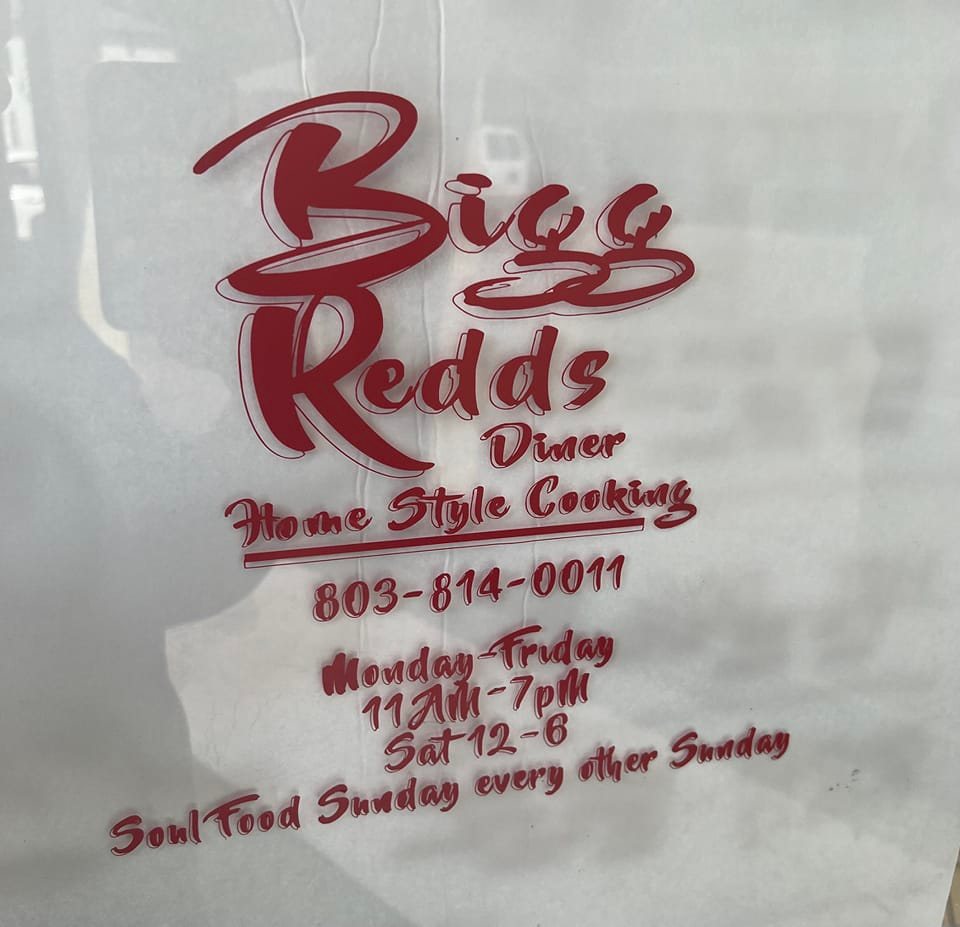 Bigg
Redds
Diner
Home Style Cooking
803-814-0011
Monday-Friday
11AM-7pM
Sat 12-6
Soul Food Sunday every other Sunday